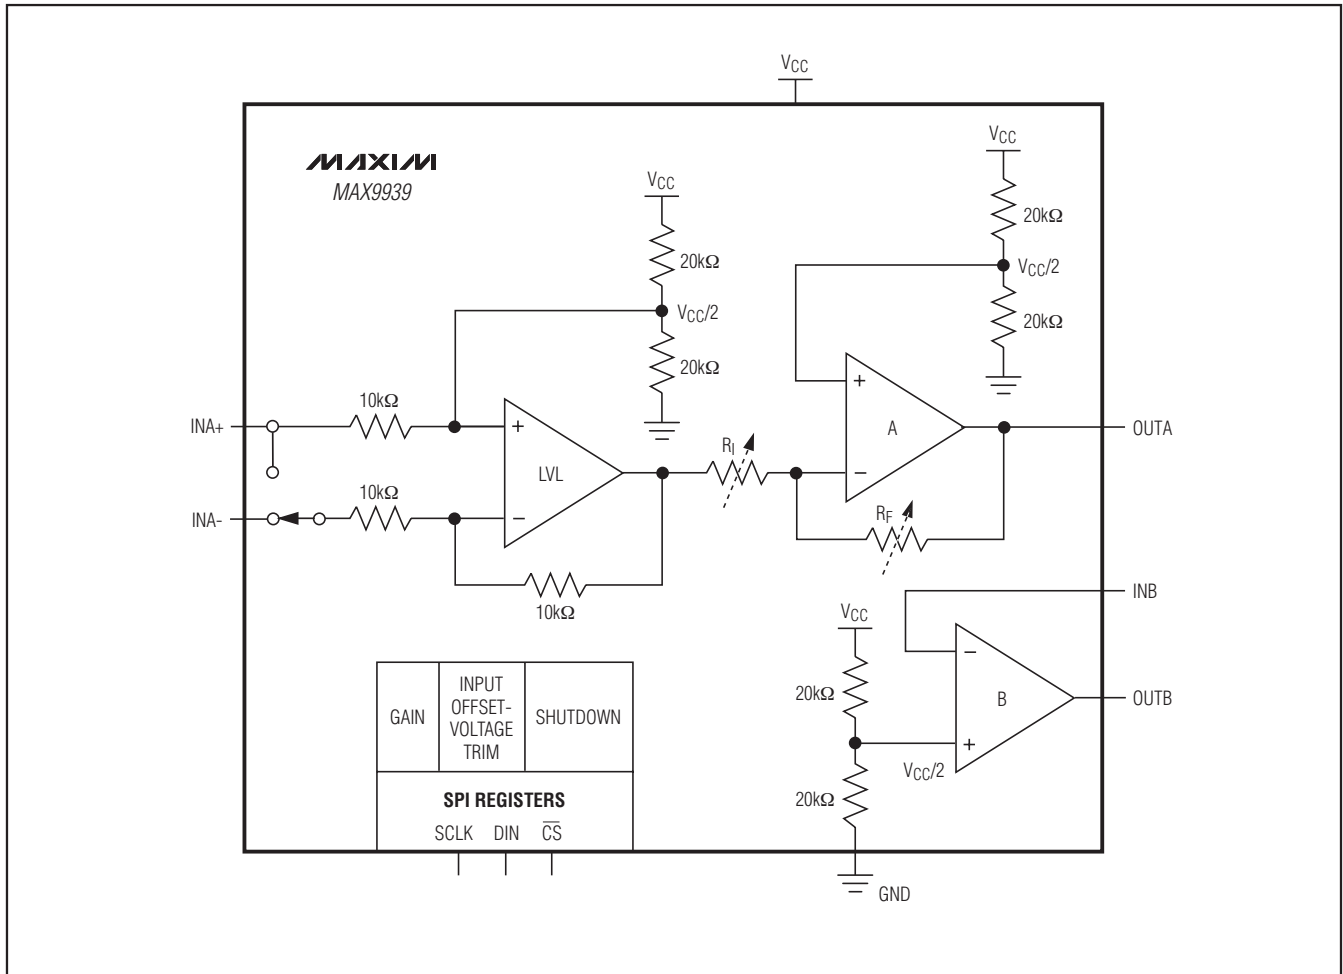 VCC
MAXIM
MAX9939
VCC
20kΩ
VCC/2
20kΩ
VCC
20kΩ
VCC/2
20kΩ
INA+
10kΩ
+
LVL
−
INA-
10kΩ
10kΩ
RI
+
A
−
RF
OUTA
INB
VCC
20kΩ
−
B
+
OUTB
VCC/2
20kΩ
GND
GAIN
INPUT
OFFSET-
VOLTAGE
TRIM
SHUTDOWN
SPI REGISTERS
SCLK DIN C̅S̅